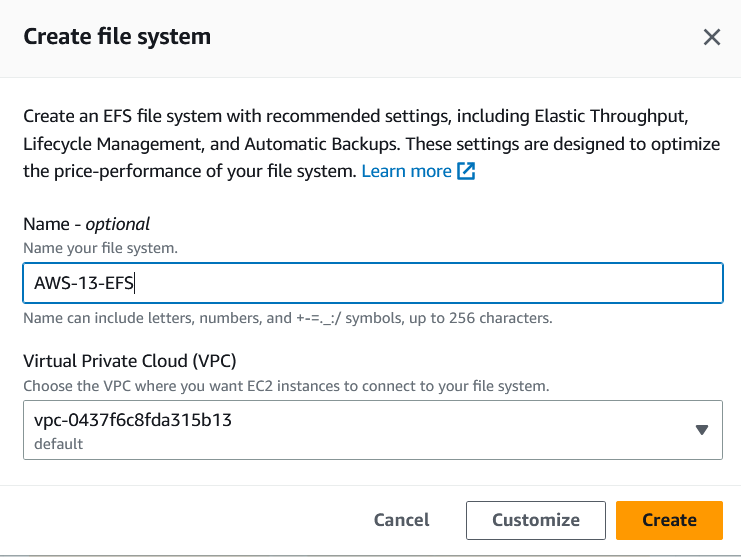 Create file system
Create an EFS file system with recommended settings, including Elastic Throughput,
Lifecycle Management, and Automatic Backups. These settings are designed to optimize
the price-performance of your file system. Learn more
Name - optional
Name your file system.
AWS-13-EFS
Name can include letters, numbers, and +-=._:/ symbols, up to 256 characters.
Virtual Private Cloud (VPC)
Choose the VPC where you want EC2 instances to connect to your file system.
vpc-0437f6c8fda315b13
default
Cancel Customize Create